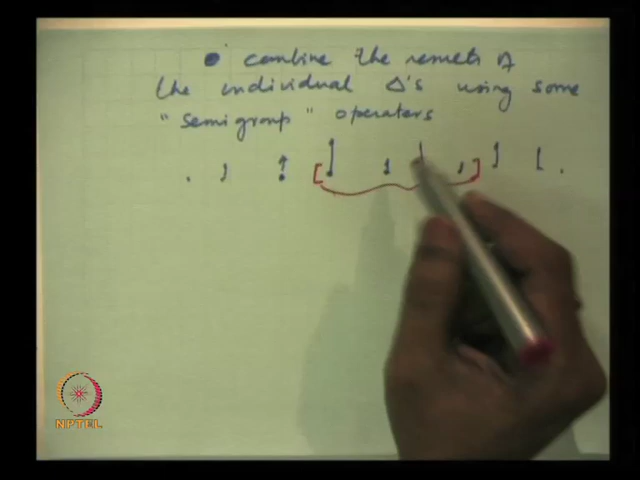 • combine the results of
the individual Δ's using some
"semigroup" operators
NPTEL